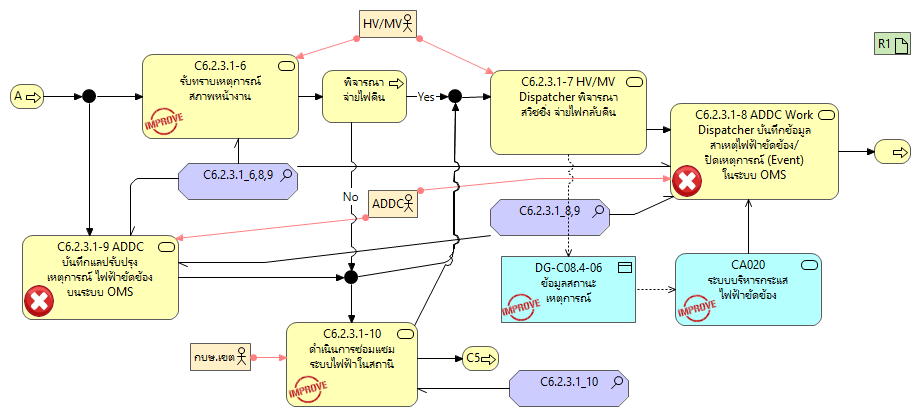 HV/MV
R1
C6.2.3.1-6
รับทราบเหตุการณ์
สภาพหน้างาน
IMPROVE
พิจารณา
จ่ายไฟคืน
Yes
C6.2.3.1-7 HV/MV
Dispatcher พิจารณา
สวิชชิ่ง จ่ายไฟกลับคืน
A
C6.2.3.1-8 ADDC Work
Dispatcher บันทึกข้อมูล
สาเหตุไฟฟ้าขัดข้อง/
ปิดเหตุการณ์ (Event)
ในระบบ OMS
C6.2.3.1_6,8,9
No
ADDC
C6.2.3.1_8,9
C6.2.3.1-9 ADDC
บันทึกแลปรับปรุง
เหตุการณ์ ไฟฟ้าขัดข้อง
บนระบบ OMS
DG-C08.4-06
ข้อมูลสถานะ
เหตุการณ์
IMPROVE
CA020
ระบบบริหารกระแส
ไฟฟ้าขัดข้อง
IMPROVE
C6.2.3.1-10
ดำเนินการซ่อมแซม
ระบบไฟฟ้าในสถานี
IMPROVE
กบษ.เขต
C5
C6.2.3.1_10